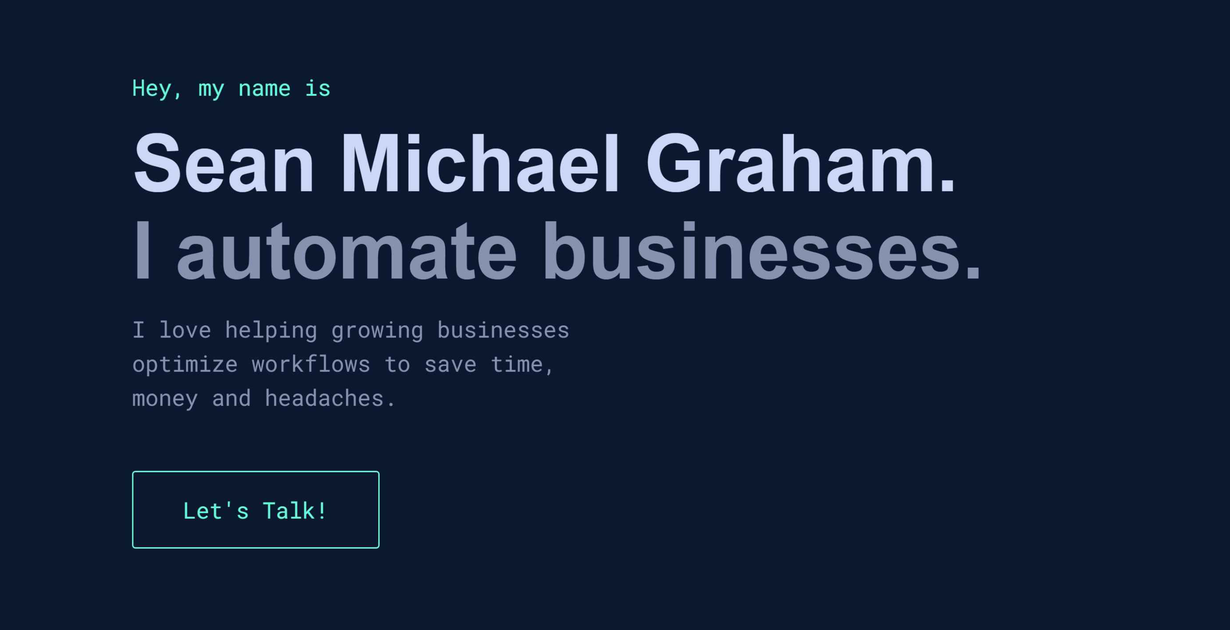 Hey, my name is
Sean Michael Graham.
I automate businesses.
I love helping growing businesses
optimize workflows to save time,
money and headaches.
Let's Talk!